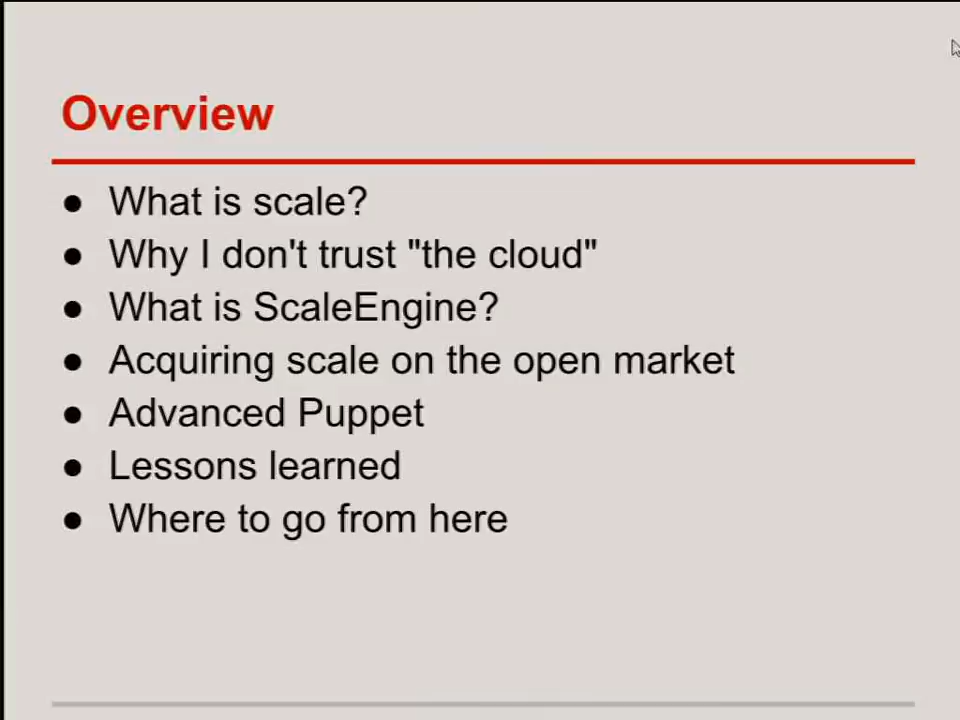 Overview
● What is scale?
● Why I don't trust "the cloud"
● What is ScaleEngine?
● Acquiring scale on the open market
● Advanced Puppet
● Lessons learned
● Where to go from here